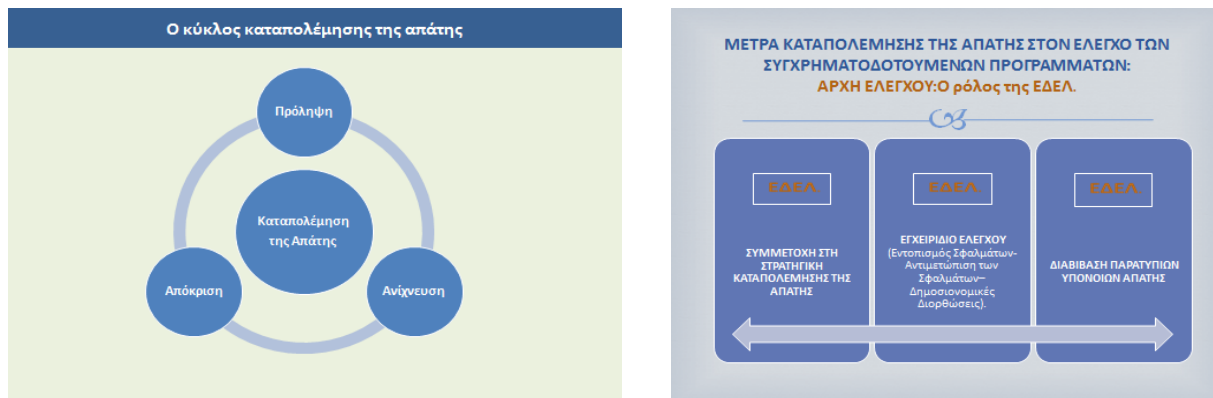 Ο κύκλος καταπολέμησης της απάτης
Πρόληψη
Καταπολέμηση
της Απάτης
Απόκριση
Ανίχνευση
ΜΕΤΡΑ ΚΑΤΑΠΟΛΕΜΗΣΗΣ ΤΗΣ ΑΠΑΤΗΣ ΣΤΟΝ ΕΛΕΓΧΟ ΤΩΝ
ΣΥΓΧΡΗΜΑΤΟΔΟΤΟΥΜΕΝΩΝ ΠΡΟΓΡΑΜΜΑΤΩΝ:
ΑΡΧΗ ΕΛΕΓΧΟΥ:Ο ρόλος της ΕΔΕΛ.
ΕΔΕΛ
ΣΥΜΜΕΤΟΧΗ ΣΤΗ
ΣΤΡΑΤΗΓΙΚΗ
ΚΑΤΑΠΟΛΕΜΗΣΗΣ ΤΗΣ
ΑΠΑΤΗΣ
ΕΔΕΛ.
ΕΓΧΕΙΡΙΔΙΟ ΕΛΕΓΧΟΥ
(Εντοπισμός Σφαλμάτων-
Αντιμετώπιση των
Σφαλμάτων–
Δημοσιονομικές
Διορθώσεις).
ΕΔΕΛ.
ΔΙΑΒΙΒΑΣΗ ΠΑΡΑΤΥΠΙΩΝ
ΥΠΟΝΟΙΩΝ ΑΠΑΤΗΣ